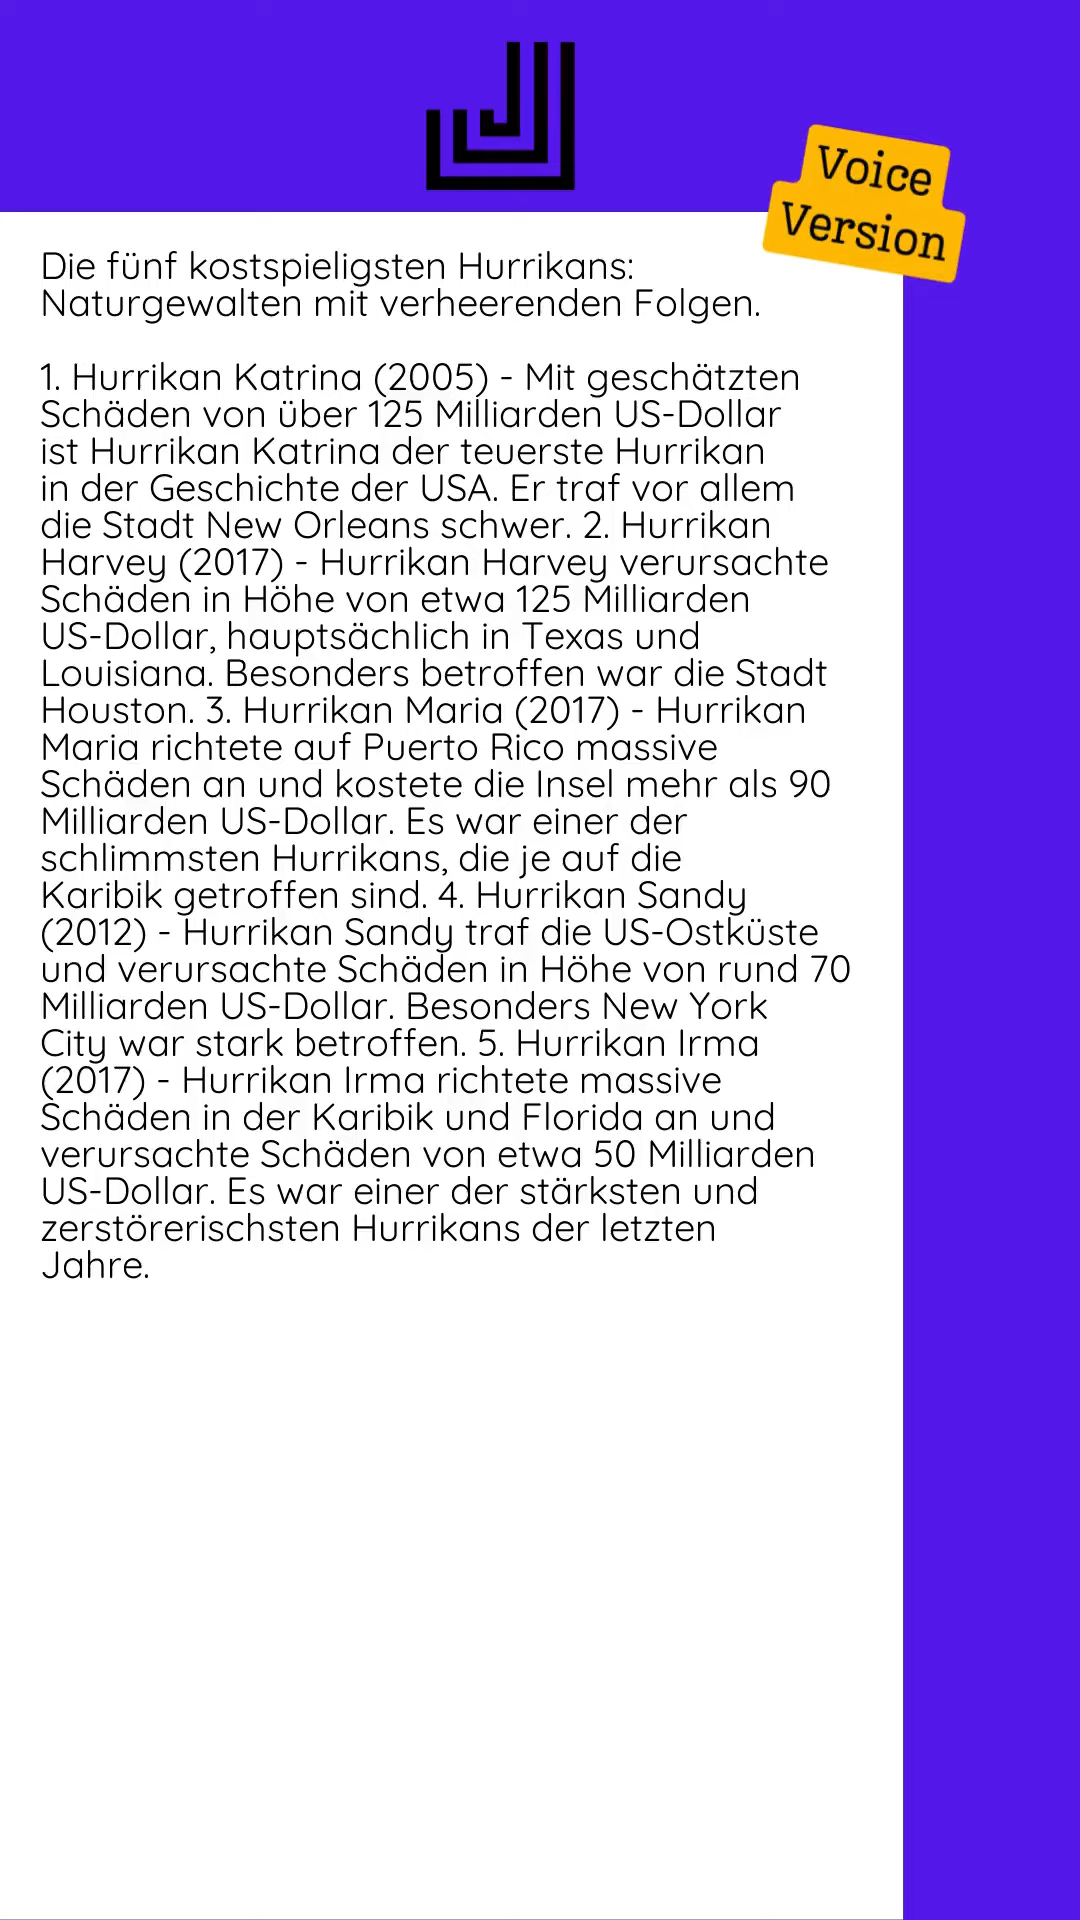 Voice
Version
Die fünf kostspieligsten Hurrikans:
Naturgewalten mit verheerenden Folgen.
1. Hurrikan Katrina (2005) - Mit geschätzten
Schäden von über 125 Milliarden US-Dollar
ist Hurrikan Katrina der teuerste Hurrikan
in der Geschichte der USA. Er traf vor allem
die Stadt New Orleans schwer. 2. Hurrikan
Harvey (2017) - Hurrikan Harvey verursachte
Schäden in Höhe von etwa 125 Milliarden
US-Dollar, hauptsächlich in Texas und
Louisiana. Besonders betroffen war die Stadt
Houston. 3. Hurrikan Maria (2017) - Hurrikan
Maria richtete auf Puerto Rico massive
Schäden an und kostete die Insel mehr als 90
Milliarden US-Dollar. Es war einer der
schlimmsten Hurrikans, die je auf die
Karibik getroffen sind. 4. Hurrikan Sandy
(2012) - Hurrikan Sandy traf die US-Ostküste
und verursachte Schäden in Höhe von rund 70
Milliarden US-Dollar. Besonders New York
City war stark betroffen. 5. Hurrikan Irma
(2017) - Hurrikan Irma richtete massive
Schäden in der Karibik und Florida an und
verursachte Schäden von etwa 50 Milliarden
US-Dollar. Es war einer der stärksten und
zerstörerischsten Hurrikans der letzten
Jahre.